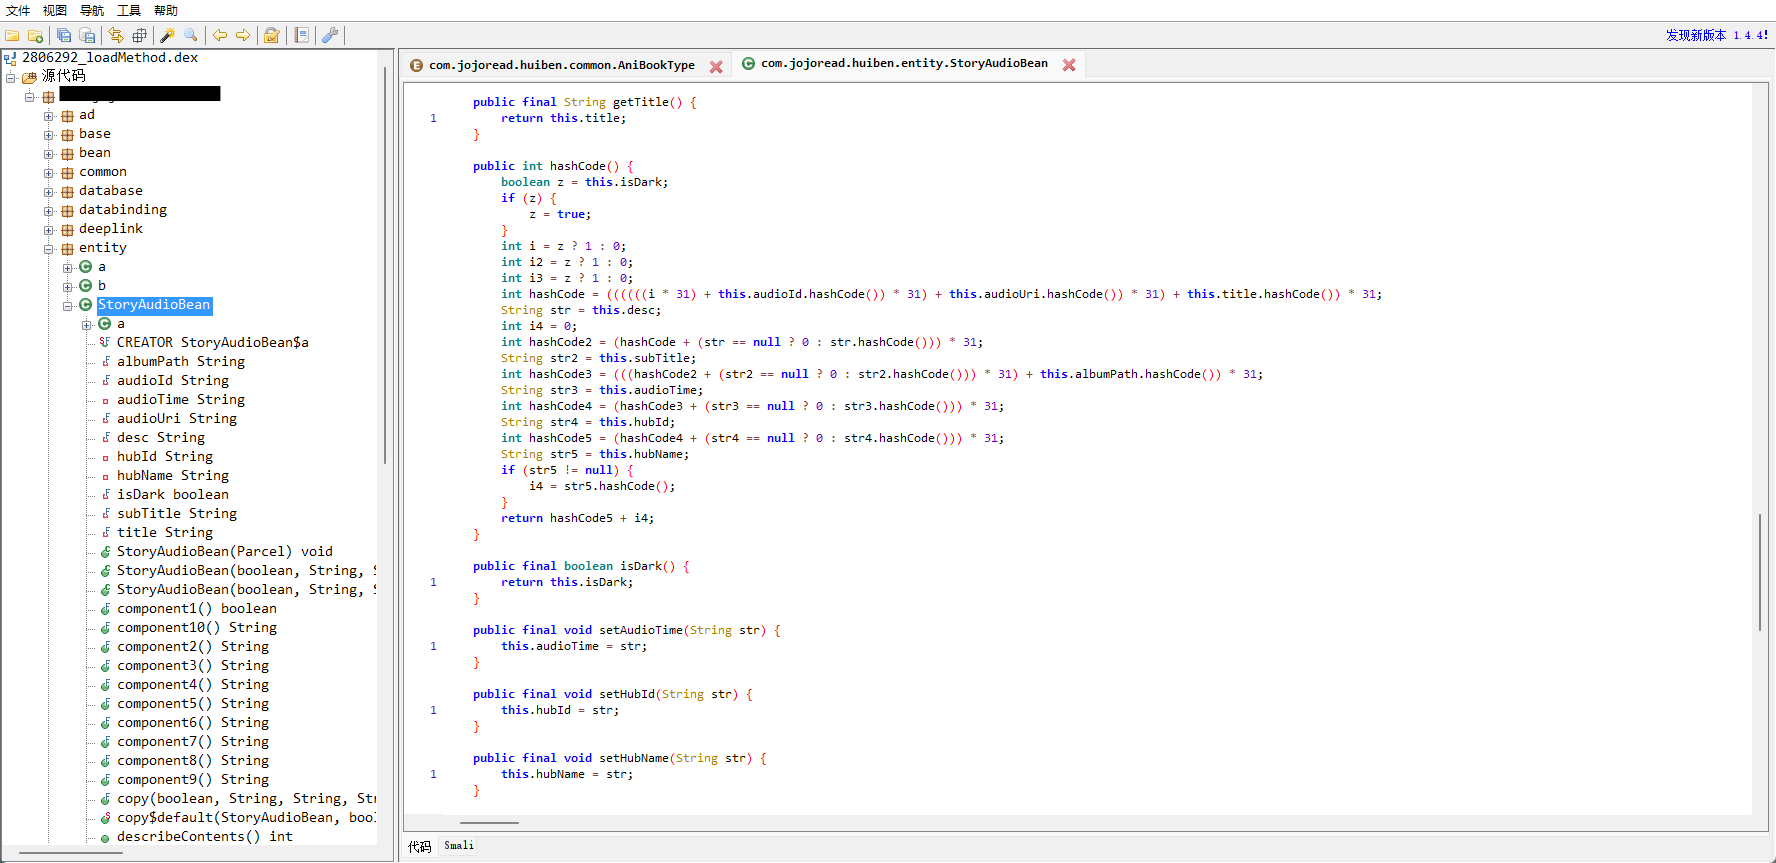 文件 视图 导航 工具 帮助
发现新版本 1.4.4!
2806292_loadMethod.dex
源代码
ad
base
bean
common
database
databinding
deeplink
entity
a
b
StoryAudioBean
a
CREATOR StoryAudioBean$a
albumPath String
audioId String
audioTime String
audioUri String
desc String
hubId String
hubName String
isDark boolean
subTitle String
title String
StoryAudioBean(Parcel) void
StoryAudioBean(boolean, String, S
StoryAudioBean(boolean, String, S
component1() boolean
component10() String
component2() String
component3() String
component4() String
component5() String
component6() String
component7() String
component8() String
component9() String
copy(boolean, String, String, Str
copy$default(StoryAudioBean, bool
describeContents() int
com.jojoread.huiben.common.AniBookType
com.jojoread.huiben.entity.StoryAudioBean
public final String getTitle() {
1 return this.title;
}
public int hashCode() {
boolean z = this.isDark;
if (z) {
z = true;
}
int i = z ? 1 : 0;
int i2 = z ? 1 : 0;
int i3 = z ? 1 : 0;
int hashCode = ((((((i * 31) + this.audioId.hashCode()) * 31) + this.audioUri.hashCode()) * 31) + this.title.hashCode()) * 31;
String str = this.desc;
int i4 = 0;
int hashCode2 = (hashCode + (str == null ? 0 : str.hashCode())) * 31;
String str2 = this.subTitle;
int hashCode3 = (((hashCode2 + (str2 == null ? 0 : str2.hashCode())) * 31) + this.albumPath.hashCode()) * 31;
String str3 = this.audioTime;
int hashCode4 = (hashCode3 + (str3 == null ? 0 : str3.hashCode())) * 31;
String str4 = this.hubId;
int hashCode5 = (hashCode4 + (str4 == null ? 0 : str4.hashCode())) * 31;
String str5 = this.hubName;
if (str5 != null) {
i4 = str5.hashCode();
}
return hashCode5 + i4;
}
public final boolean isDark() {
1 return this.isDark;
}
public final void setAudioTime(String str) {
1 this.audioTime = str;
}
public final void setHubId(String str) {
1 this.hubId = str;
}
public final void setHubName(String str) {
1 this.hubName = str;
}
代码 Smali